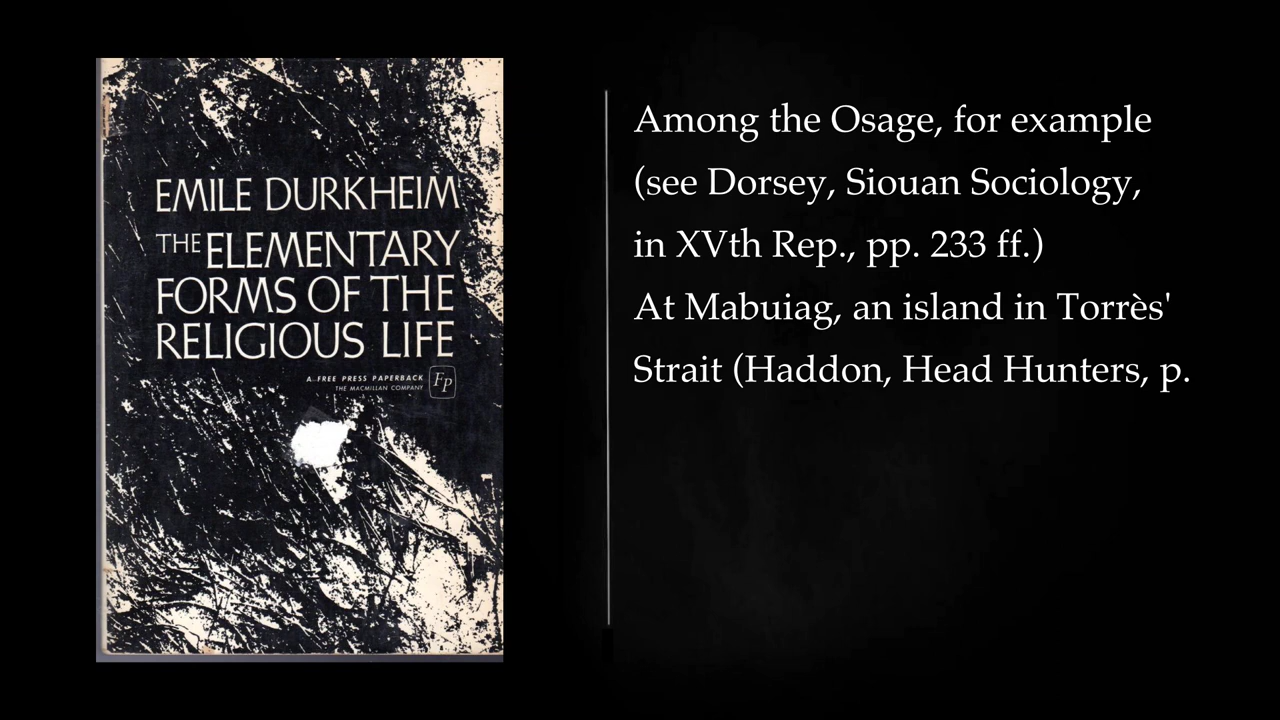 EMILE DURKHEIM
THE ELEMENTARY
FORMS OF THE
RELIGIOUS LIFE
A FREE PRESS PAPERBACK
THE MACMILLAN COMPANY
Fp
Among the Osage, for example
(see Dorsey, Siouan Sociology,
in XVth Rep., pp. 233 ff.)
At Mabuiag, an island in Torrès'
Strait (Haddon, Head Hunters, p.